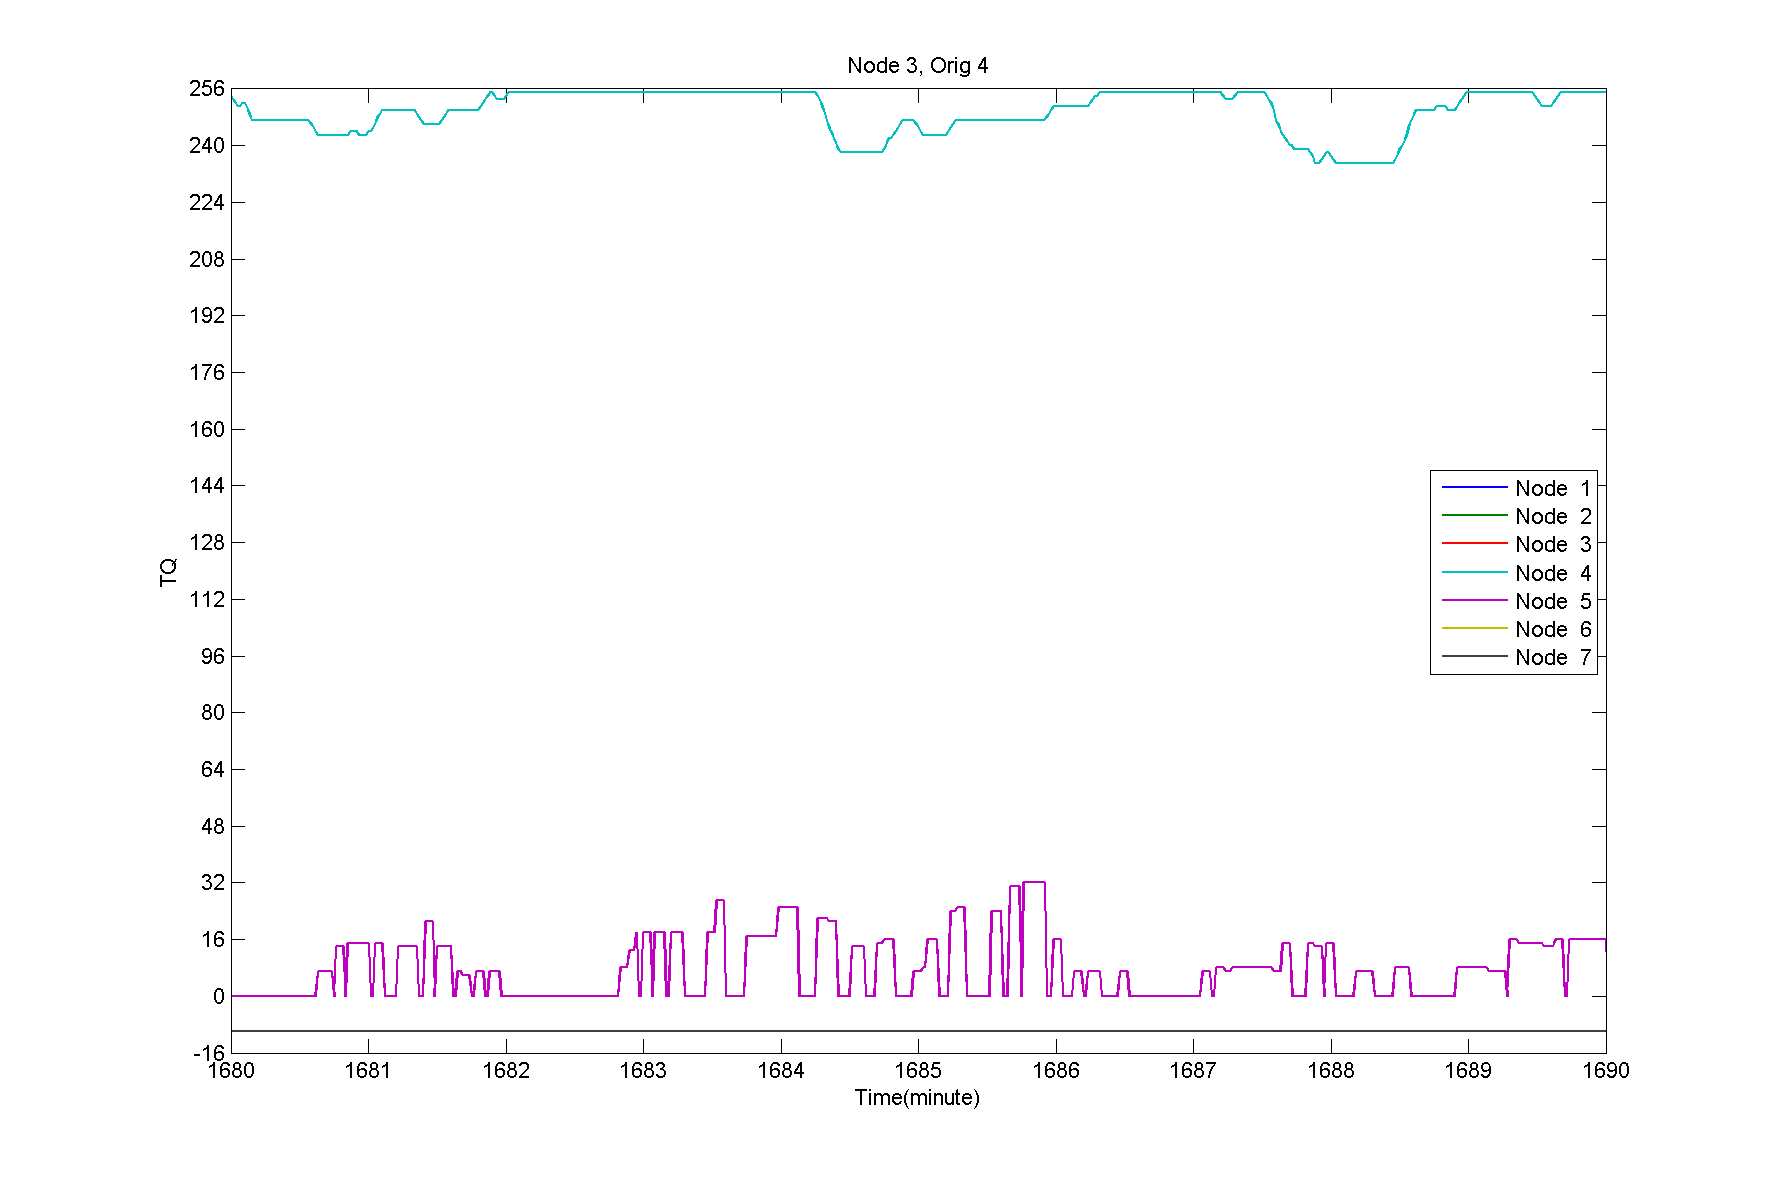 Node 3, Orig 4
256
240
224
208
192
176
160
144
128
112
96
80
64
48
32
16
0
-16
TQ
Node 1
Node 2
Node 3
Node 4
Node 5
Node 6
Node 7
1680 1681 1682 1683 1684 1685 1686 1687 1688 1689 1690
Time(minute)